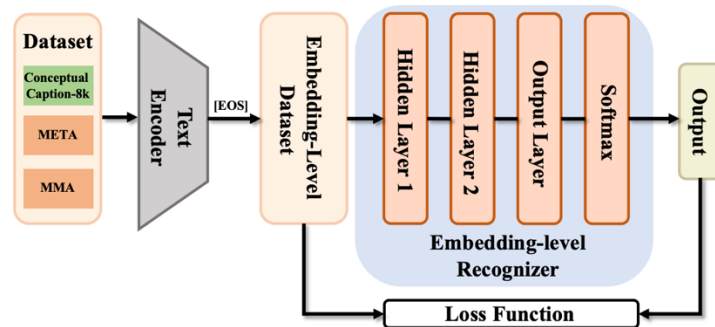 Dataset
Conceptual
Caption-8k
META
MMA
Text
Encoder
[EOS]
Embedding-Level
Dataset
Hidden Layer 1
Hidden Layer 2
Output Layer
Softmax
Embedding-level
Recognizer
Output
Loss Function